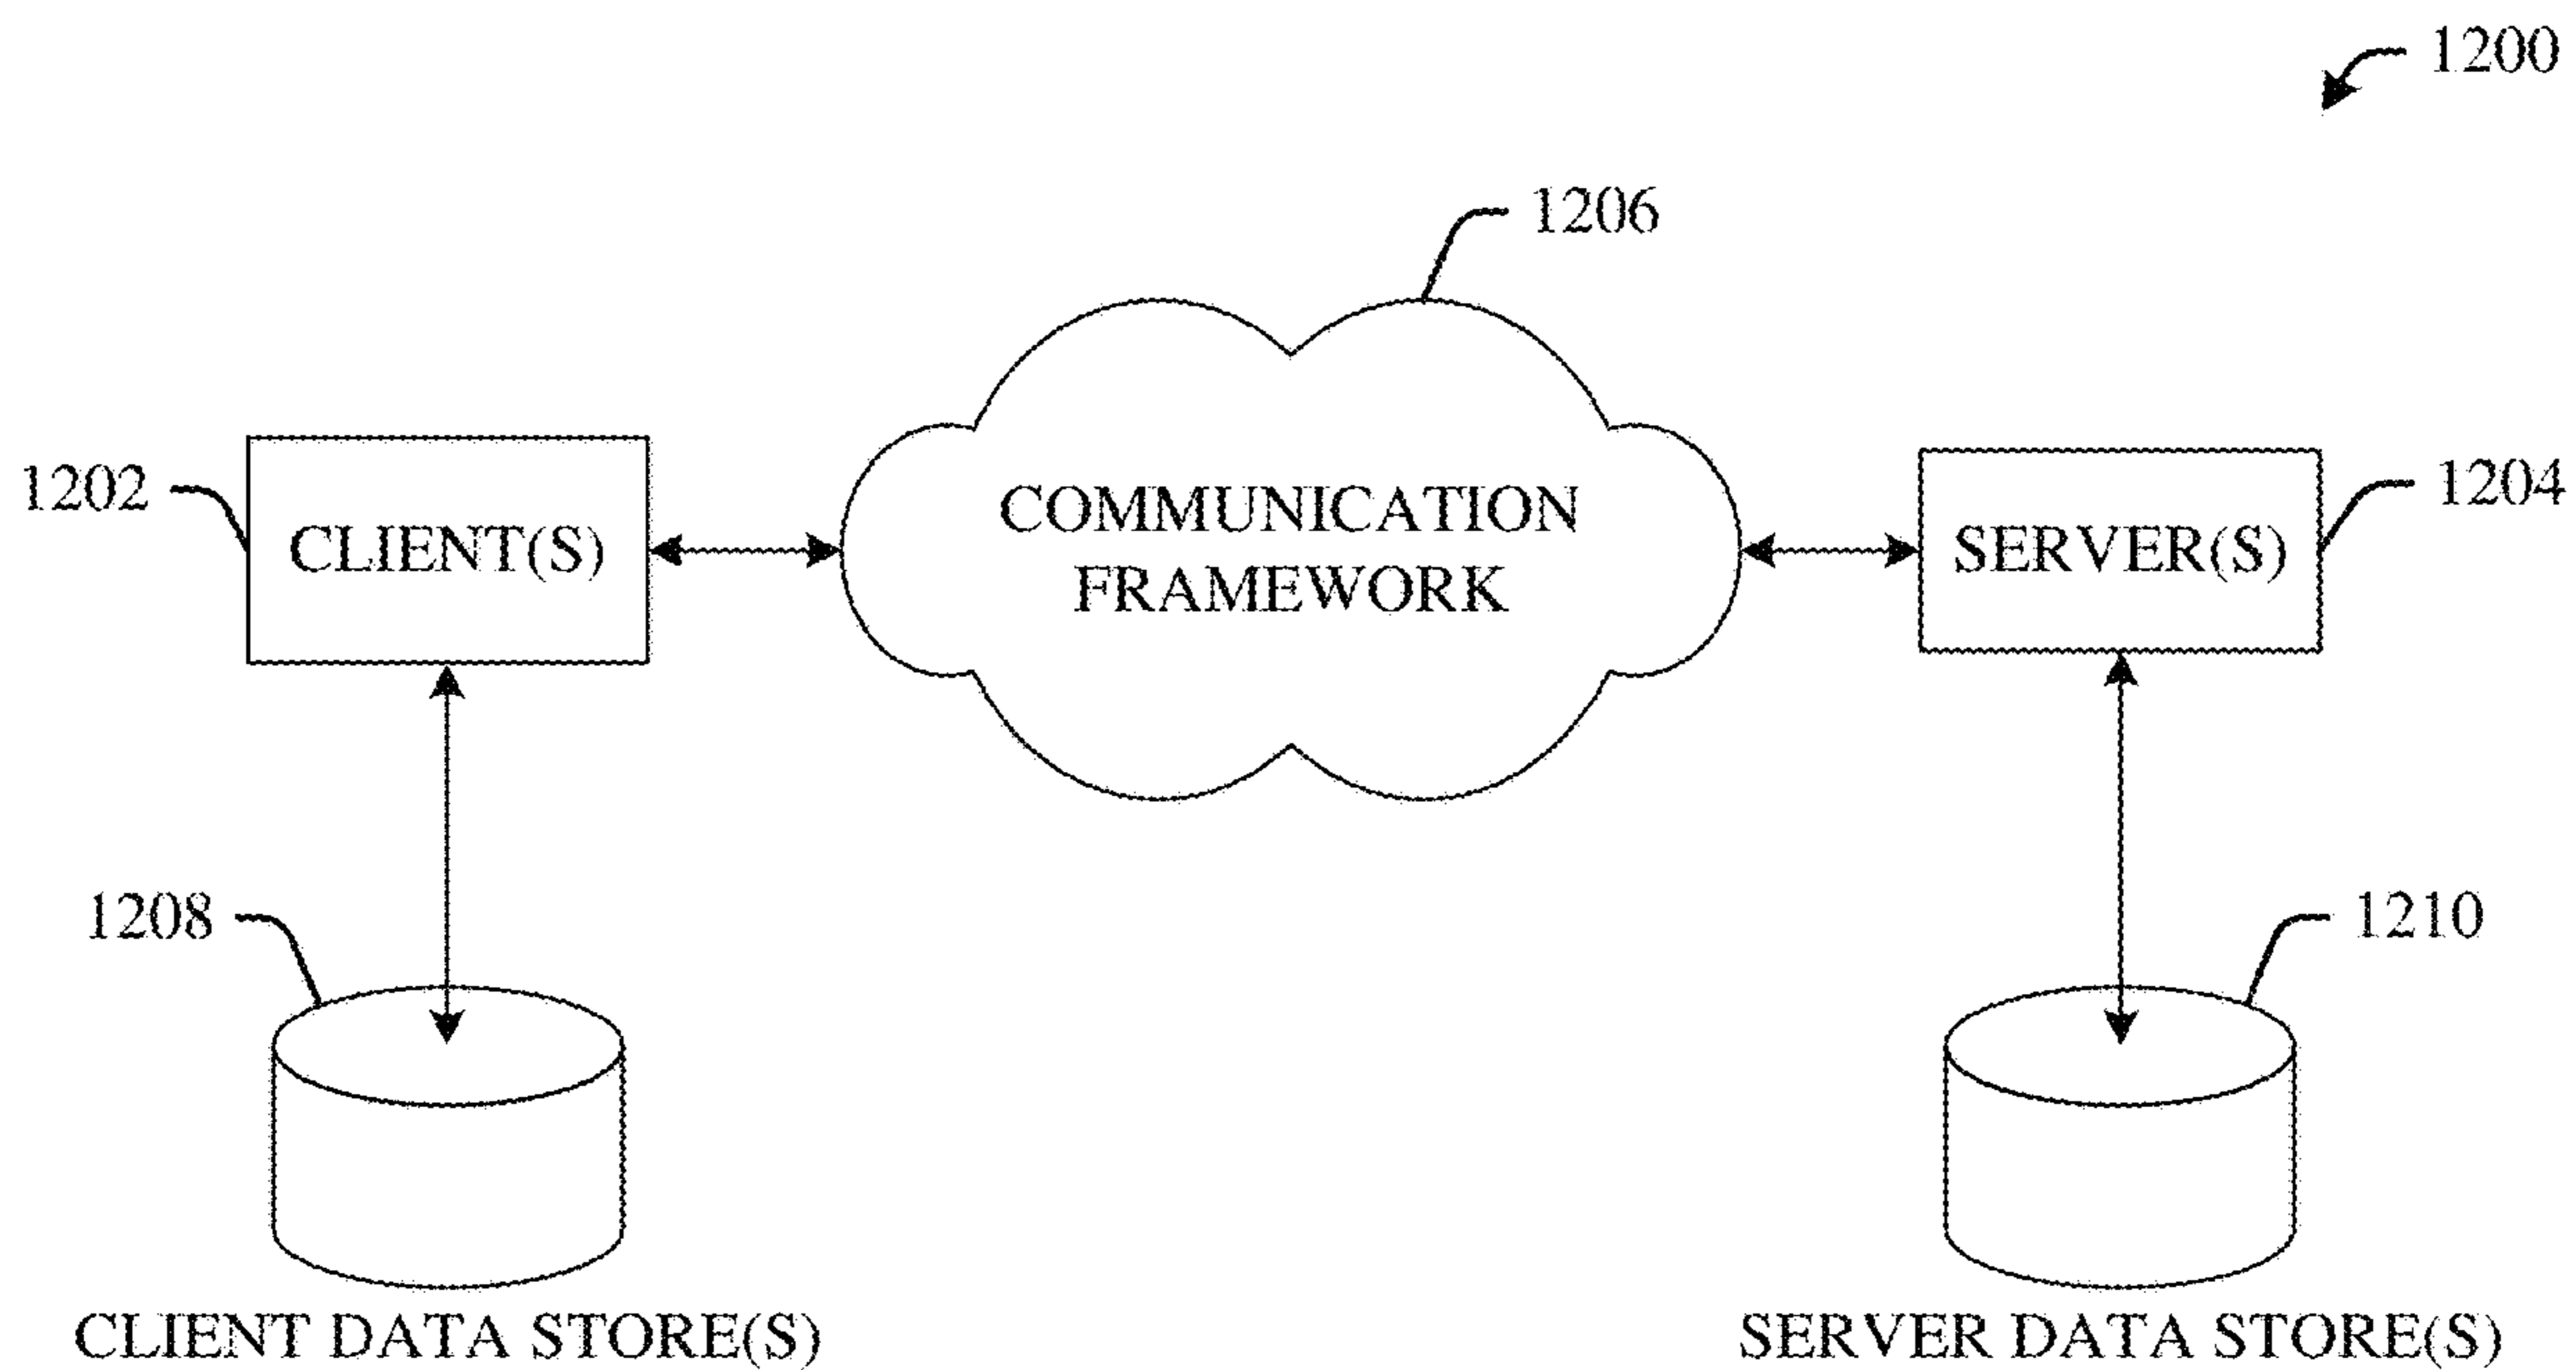 1200
1206
1202
CLIENT(S)
COMMUNICATION
FRAMEWORK
SERVER(S)
1204
1208
1210
CLIENT DATA STORE(S)
SERVER DATA STORE(S)